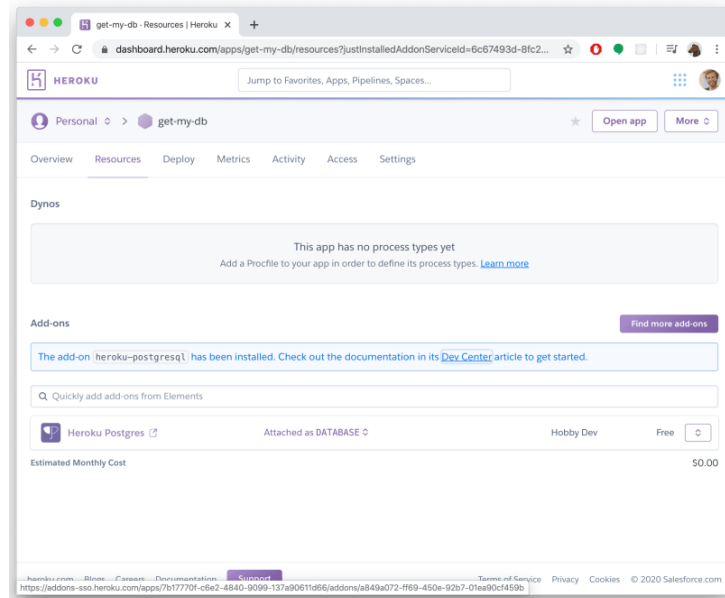 get-my-db - Resources | Heroku
dashboard.heroku.com/apps/get-my-db/resources?justInstalledAddonServiceId=6c67493d-8fc2...
HEROKU
Jump to Favorites, Apps, Pipelines, Spaces...
Personal > get-my-db
Open app
More
Overview Resources Deploy Metrics Activity Access Settings
Dynos
This app has no process types yet
Add a Procfile to your app in order to define its process types. Learn more
Add-ons
Find more add-ons
The add-on heroku-postgresql has been installed. Check out the documentation in its Dev Center article to get started.
Quickly add add-ons from Elements
Heroku Postgres Attached as DATABASE Hobby Dev Free
Estimated Monthly Cost $0.00
heroku.com Blogs Careers Documentation Support Terms of Service Privacy Cookies © 2020 Salesforce.com
https://addons-sso.heroku.com/apps/7b17770f-c6e2-4840-9099-137a90611d66/addons/a849a072-ff69-450e-92b7-01ea90cf459b